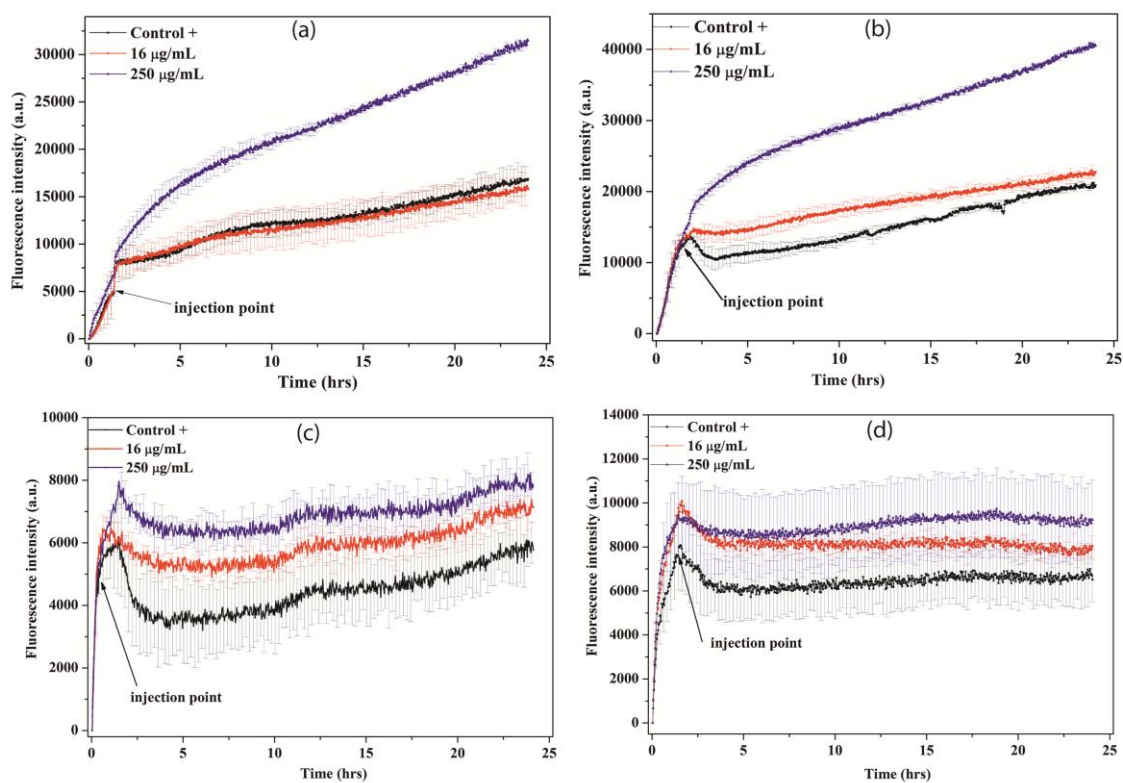 (a)
Control +
16 µg/mL
250 µg/mL
30000
25000
20000
15000
10000
5000
0
Fluorescence intensity (a.u.)
injection point
0 5 10 15 20 25
Time (hrs)
(b)
Control +
16 µg/mL
250 µg/mL
40000
30000
20000
10000
0
Fluorescence intensity (a.u.)
injection point
0 5 10 15 20 25
Time (hrs)
(c)
Control +
16 µg/mL
250 µg/mL
10000
8000
6000
4000
2000
0
Fluorescence intensity (a.u.)
injection point
0 5 10 15 20 25
Time (hrs)
(d)
Control +
16 µg/mL
250 µg/mL
14000
12000
10000
8000
6000
4000
2000
0
Fluorescence intensity (a.u.)
injection point
0 5 10 15 20 25
Time (hrs)